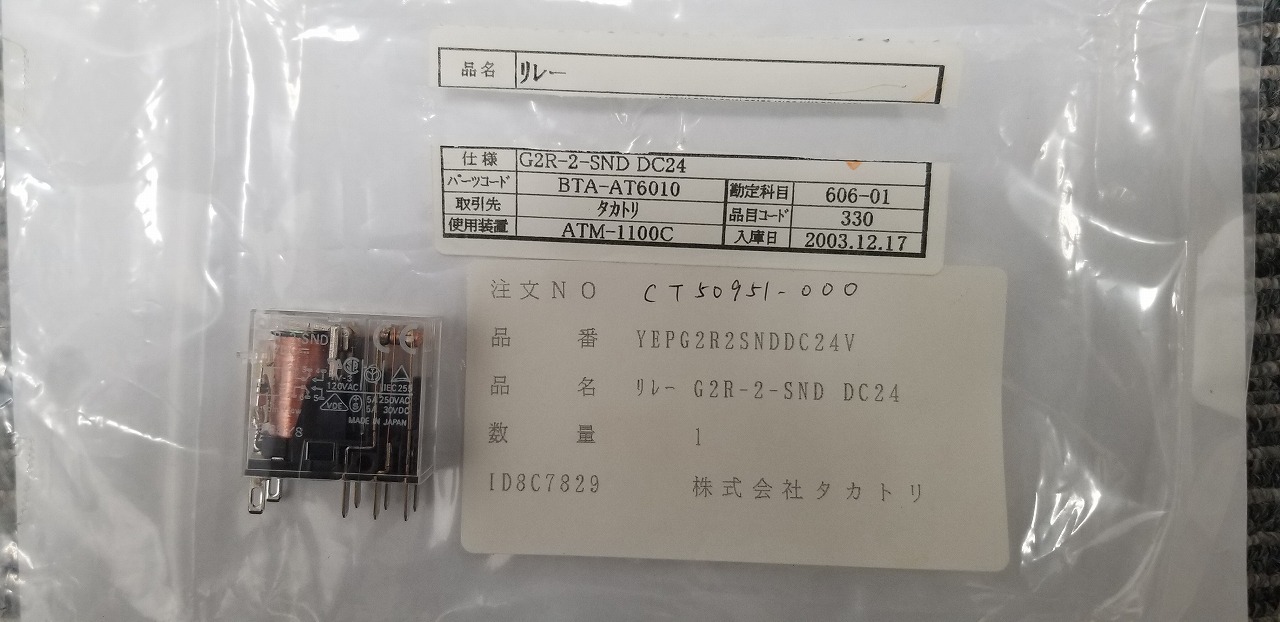 品名 リレー
仕様 G2R-2-SND DC24
パーツコード BTA-AT6010 勘定科目 606-01
取引先 タカトリ 品目コード 330
使用装置 ATM-1100C 入庫日 2003.12.17
注文NO CT50951-000
品番 YEPG2R2SNDDC24V
品名 リレー G2R-2-SND DC24
数量 1
ID8C7829 株式会社タカトリ
2-SND CE
120VAC IEC255
VDE 5A 250VAC
5A 30VDC
MADE IN JAPAN